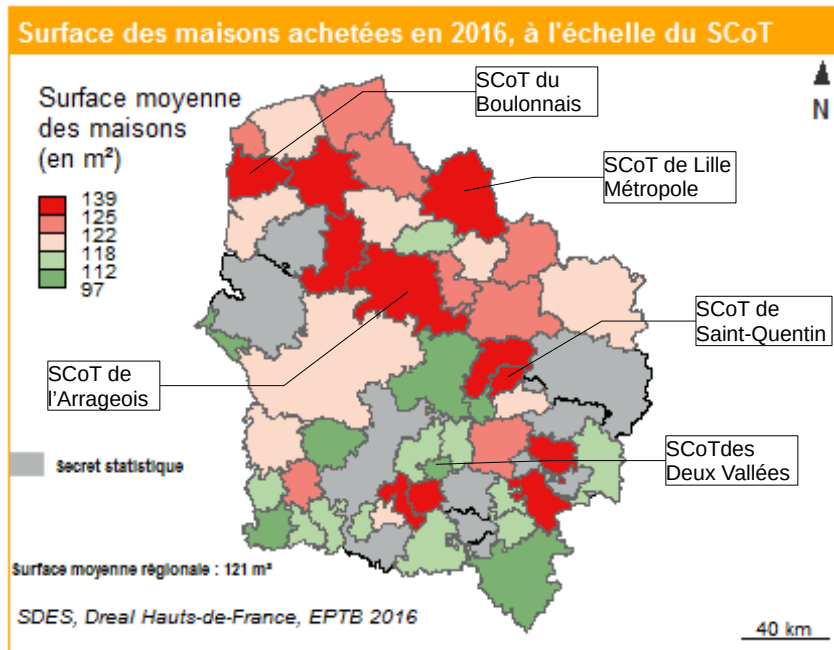 Surface des maisons achetées en 2016, à l'échelle du SCoT
Surface moyenne
des maisons
(en m²)
139
125
122
118
112
97
SCoT du
Boulonnais
N
SCoT de Lille
Métropole
SCoT de
Saint-Quentin
SCoT de
l'Arrageois
SCoTdes
Deux Vallées
Secret statistique
Surface moyenne régionale : 121 m²
SDES, Dreal Hauts-de-France, EPTB 2016
40 km